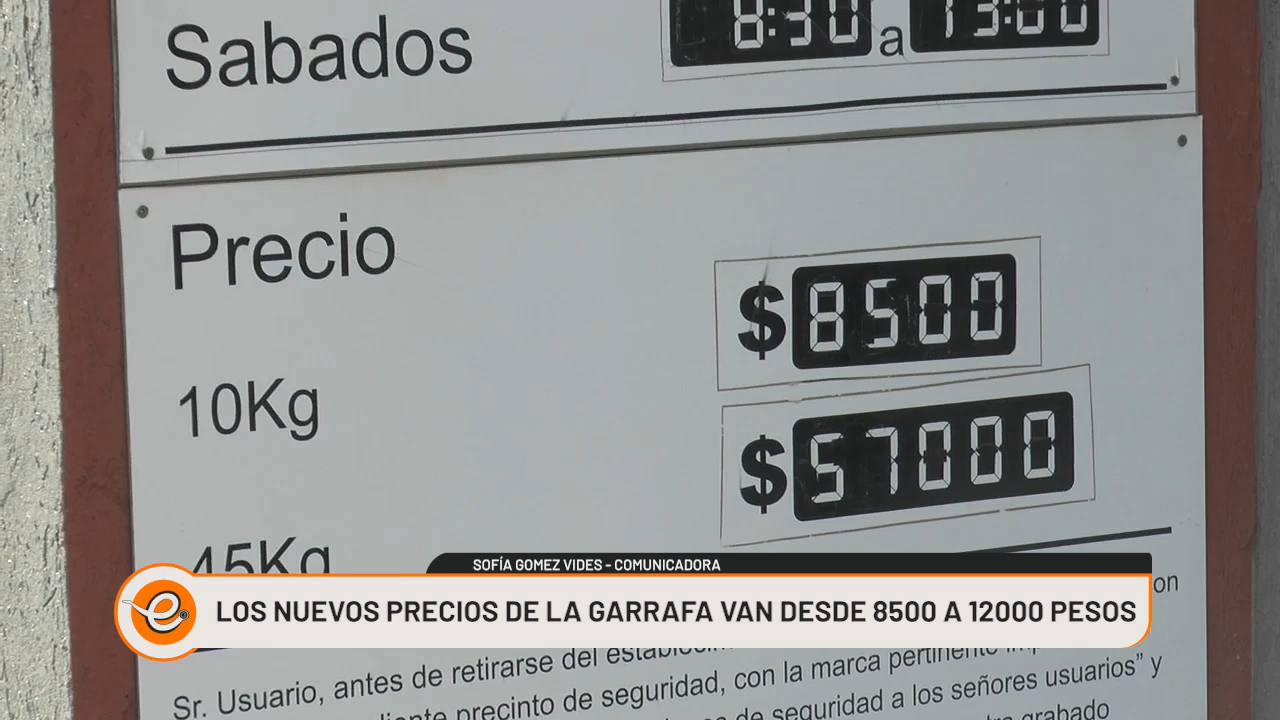 Sabados 8:30 a 13:00
Precio
$8500
10Kg
$57000
45Kg
SOFÍA GOMEZ VIDES - COMUNICADORA
LOS NUEVOS PRECIOS DE LA GARRAFA VAN DESDE 8500 A 12000 PESOS
Sr. Usuario, antes de retirarse del
precinto de seguridad, con la marca pertinente
de seguridad a los señores usuarios" y
grabado